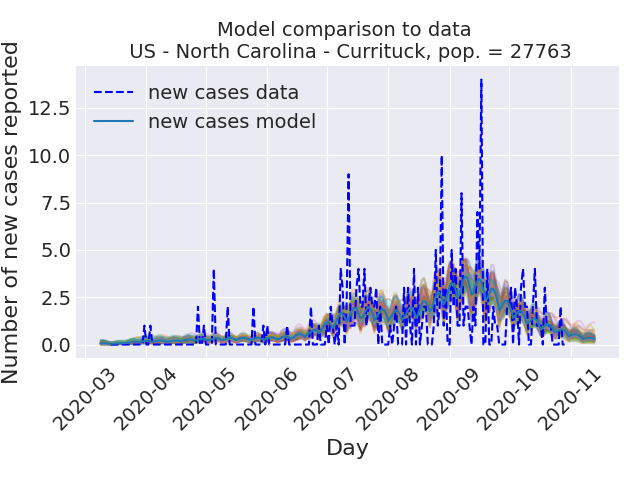 Model comparison to data
US - North Carolina - Currituck, pop. = 27763
Number of new cases reported
new cases data
new cases model
12.5
10.0
7.5
5.0
2.5
0.0
2020-03
2020-04
2020-05
2020-06
2020-07
2020-08
2020-09
2020-10
2020-11
Day